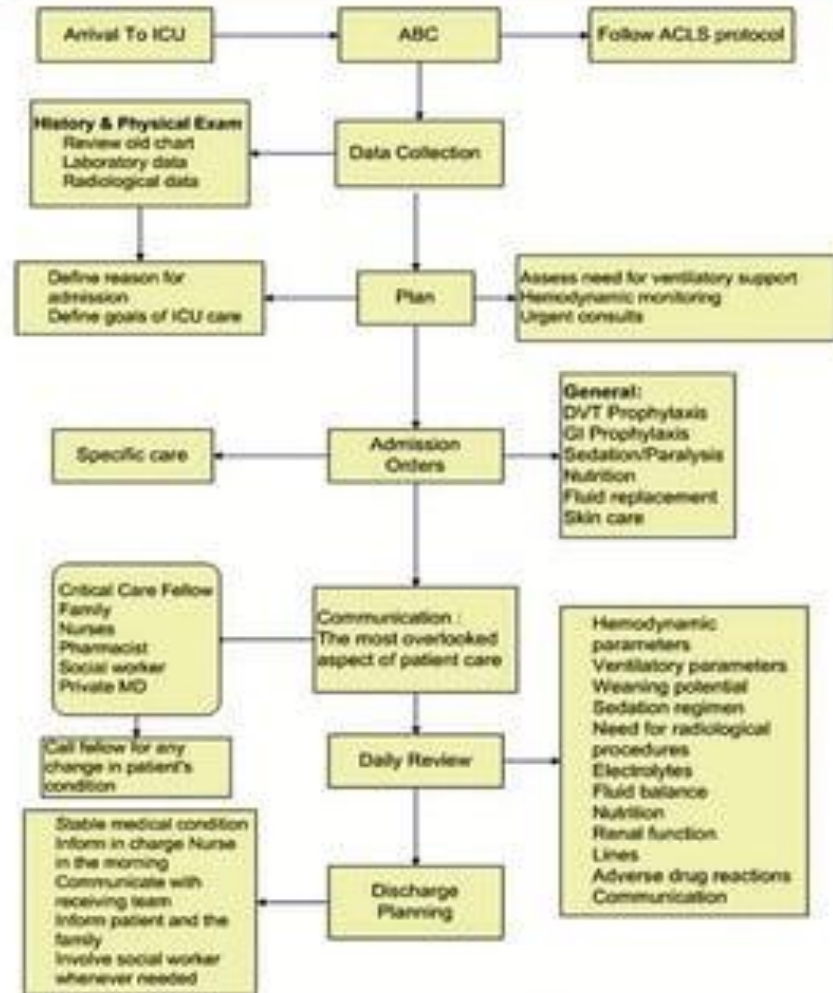 Arrival To ICU
ABC
Follow ACLS protocol
History & Physical Exam
Review old chart
Laboratory data
Radiological data
Data Collection
Define reason for
admission
Define goals of ICU care
Plan
Assess need for ventilatory support
Hemodynamic monitoring
Urgent consults
Specific care
Admission
Orders
General:
DVT Prophylaxis
GI Prophylaxis
Sedation/Paralysis
Nutrition
Fluid replacement
Skin care
Critical Care Fellow
Family
Nurses
Pharmacist
Social worker
Private MD
Communication :
The most overlooked
aspect of patient care
Call fellow for any
change in patient's
condition
Daily Review
Hemodynamic
parameters
Ventilatory parameters
Weaning potential
Sedation regimen
Need for radiological
procedures
Electrolytes
Fluid balance
Nutrition
Renal function
Lines
Adverse drug reactions
Communication
Stable medical condition
Inform in charge Nurse
in the morning
Communicate with
receiving team
Inform patient and the
family
Involve social worker
whenever needed
Discharge
Planning